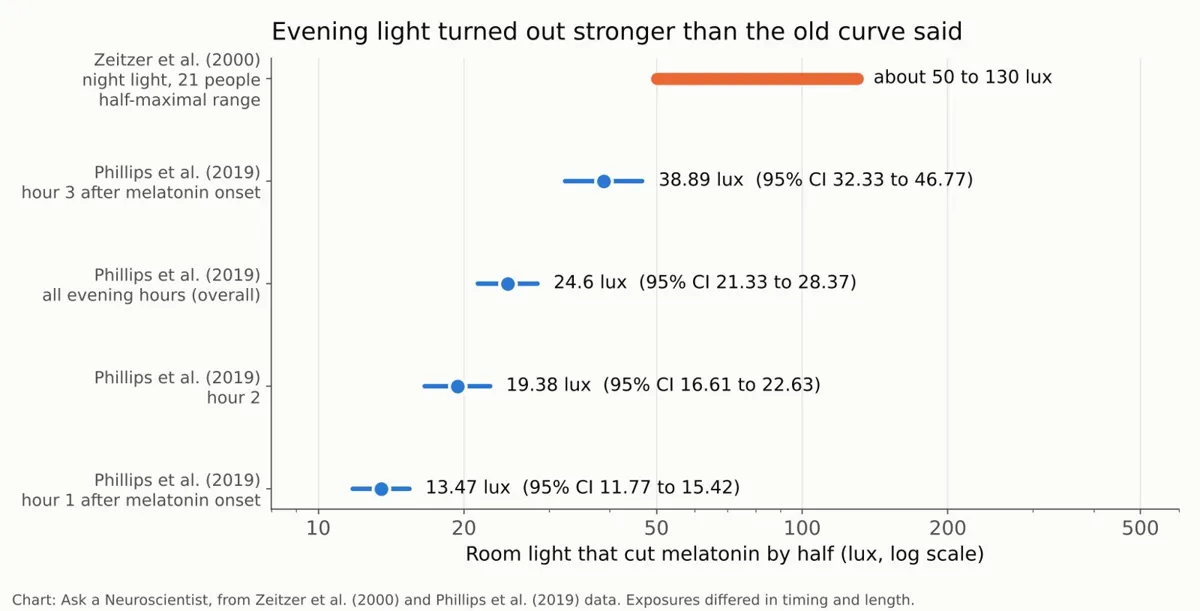 Evening light turned out stronger than the old curve said
Zeitzer et al. (2000)
night light, 21 people
half-maximal range
about 50 to 130 lux
Phillips et al. (2019)
hour 3 after melatonin onset
38.89 lux  (95% CI 32.33 to 46.77)
Phillips et al. (2019)
all evening hours (overall)
24.6 lux  (95% CI 21.33 to 28.37)
Phillips et al. (2019)
hour 2
19.38 lux  (95% CI 16.61 to 22.63)
Phillips et al. (2019)
hour 1 after melatonin onset
13.47 lux  (95% CI 11.77 to 15.42)
10 20 50 100 200 500
Room light that cut melatonin by half (lux, log scale)
Chart: Ask a Neuroscientist, from Zeitzer et al. (2000) and Phillips et al. (2019) data. Exposures differed in timing and length.